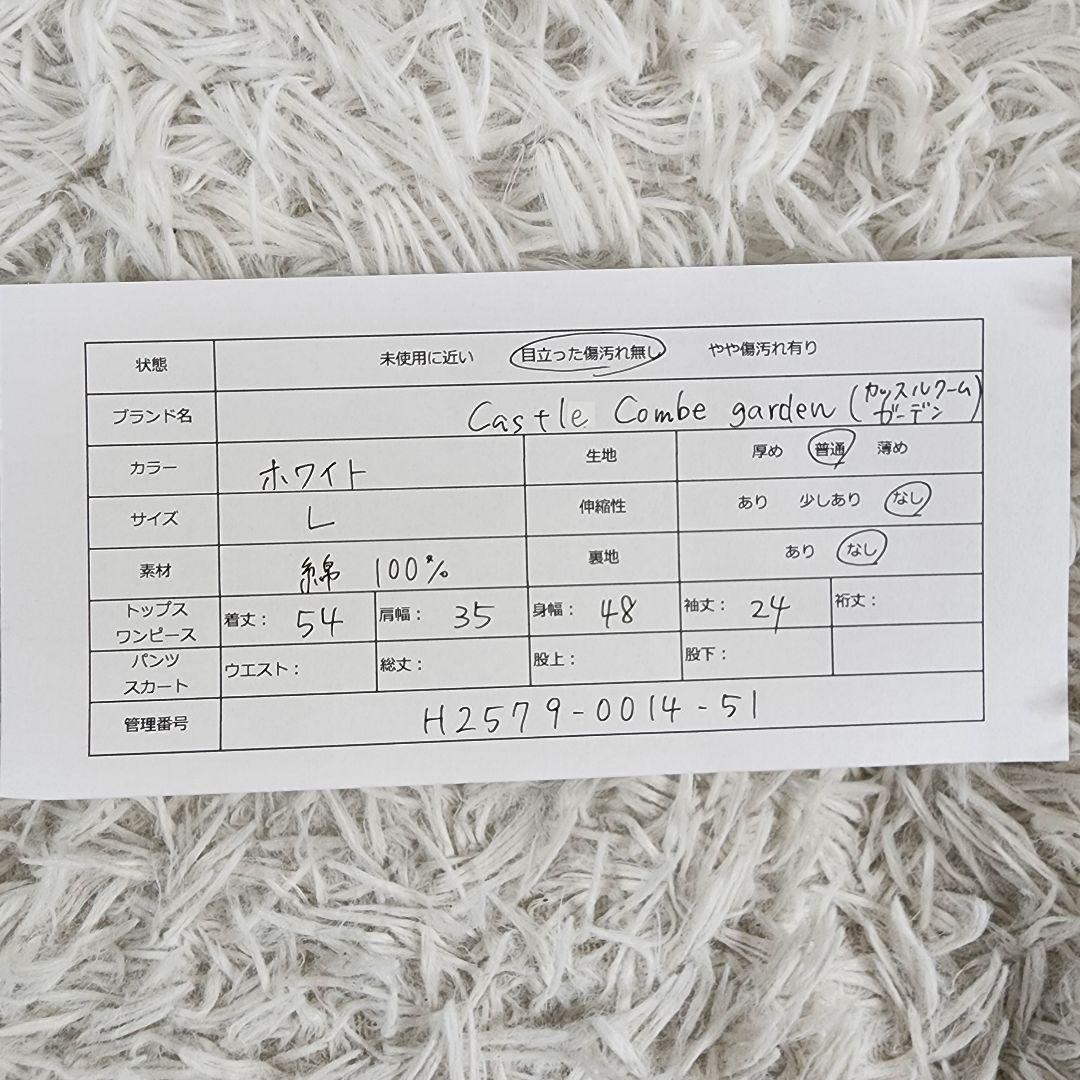 状態 未使用に近い 目立った傷汚れ無し やや傷汚れ有り
ブランド名 Castle Combe garden (カッスルクームガーデン)
カラー ホワイト 生地 厚め 普通 薄め
サイズ L 伸縮性 あり 少しあり なし
素材 綿 100% 裏地 あり なし
トップス
ワンピース 着丈: 54 肩幅: 35 身幅: 48 袖丈: 24 裄丈:
パンツ
スカート ウエスト: 総丈: 股上: 股下:
管理番号 H2579-0014-51